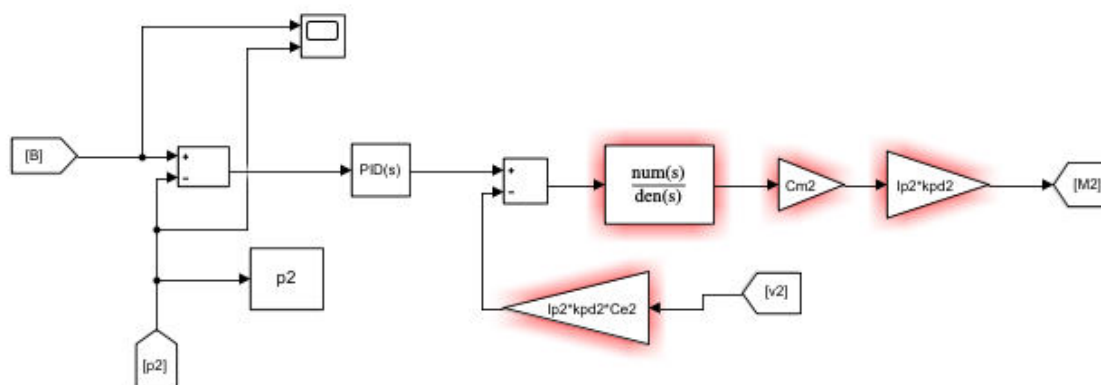 [B]
+
−
PID(s)
+
−
num(s)
den(s)
Cm2
Ip2*kpd2
[M2]
p2
Ip2*kpd2*Ce2
[v2]
[p2]